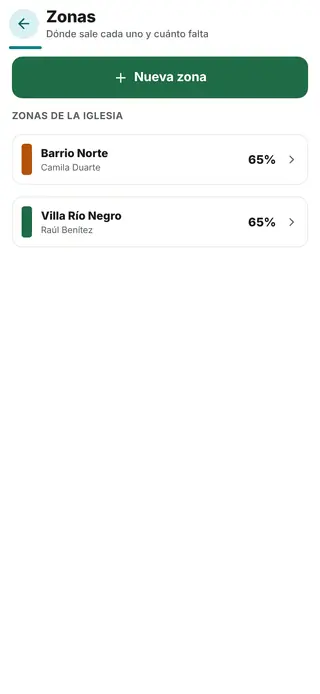 Zonas
Dónde sale cada uno y cuánto falta
+ Nueva zona
ZONAS DE LA IGLESIA
Barrio Norte
Camila Duarte
65%
Villa Río Negro
Raúl Benítez
65%